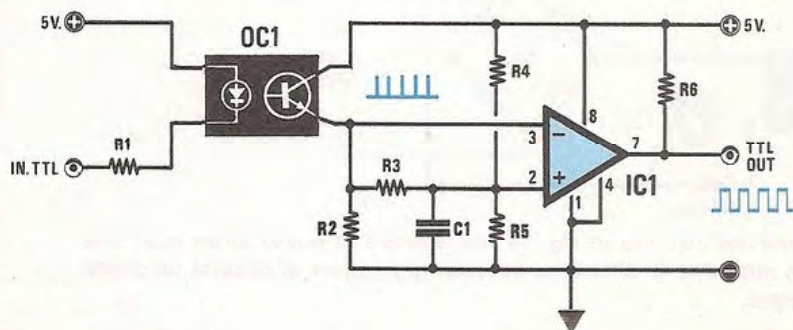 OC1
5V.
5V.
R4
R6
8
R1
IN.TTL
3
7
TTL
OUT
R3
2
IC1
1
4
R2
C1
R5